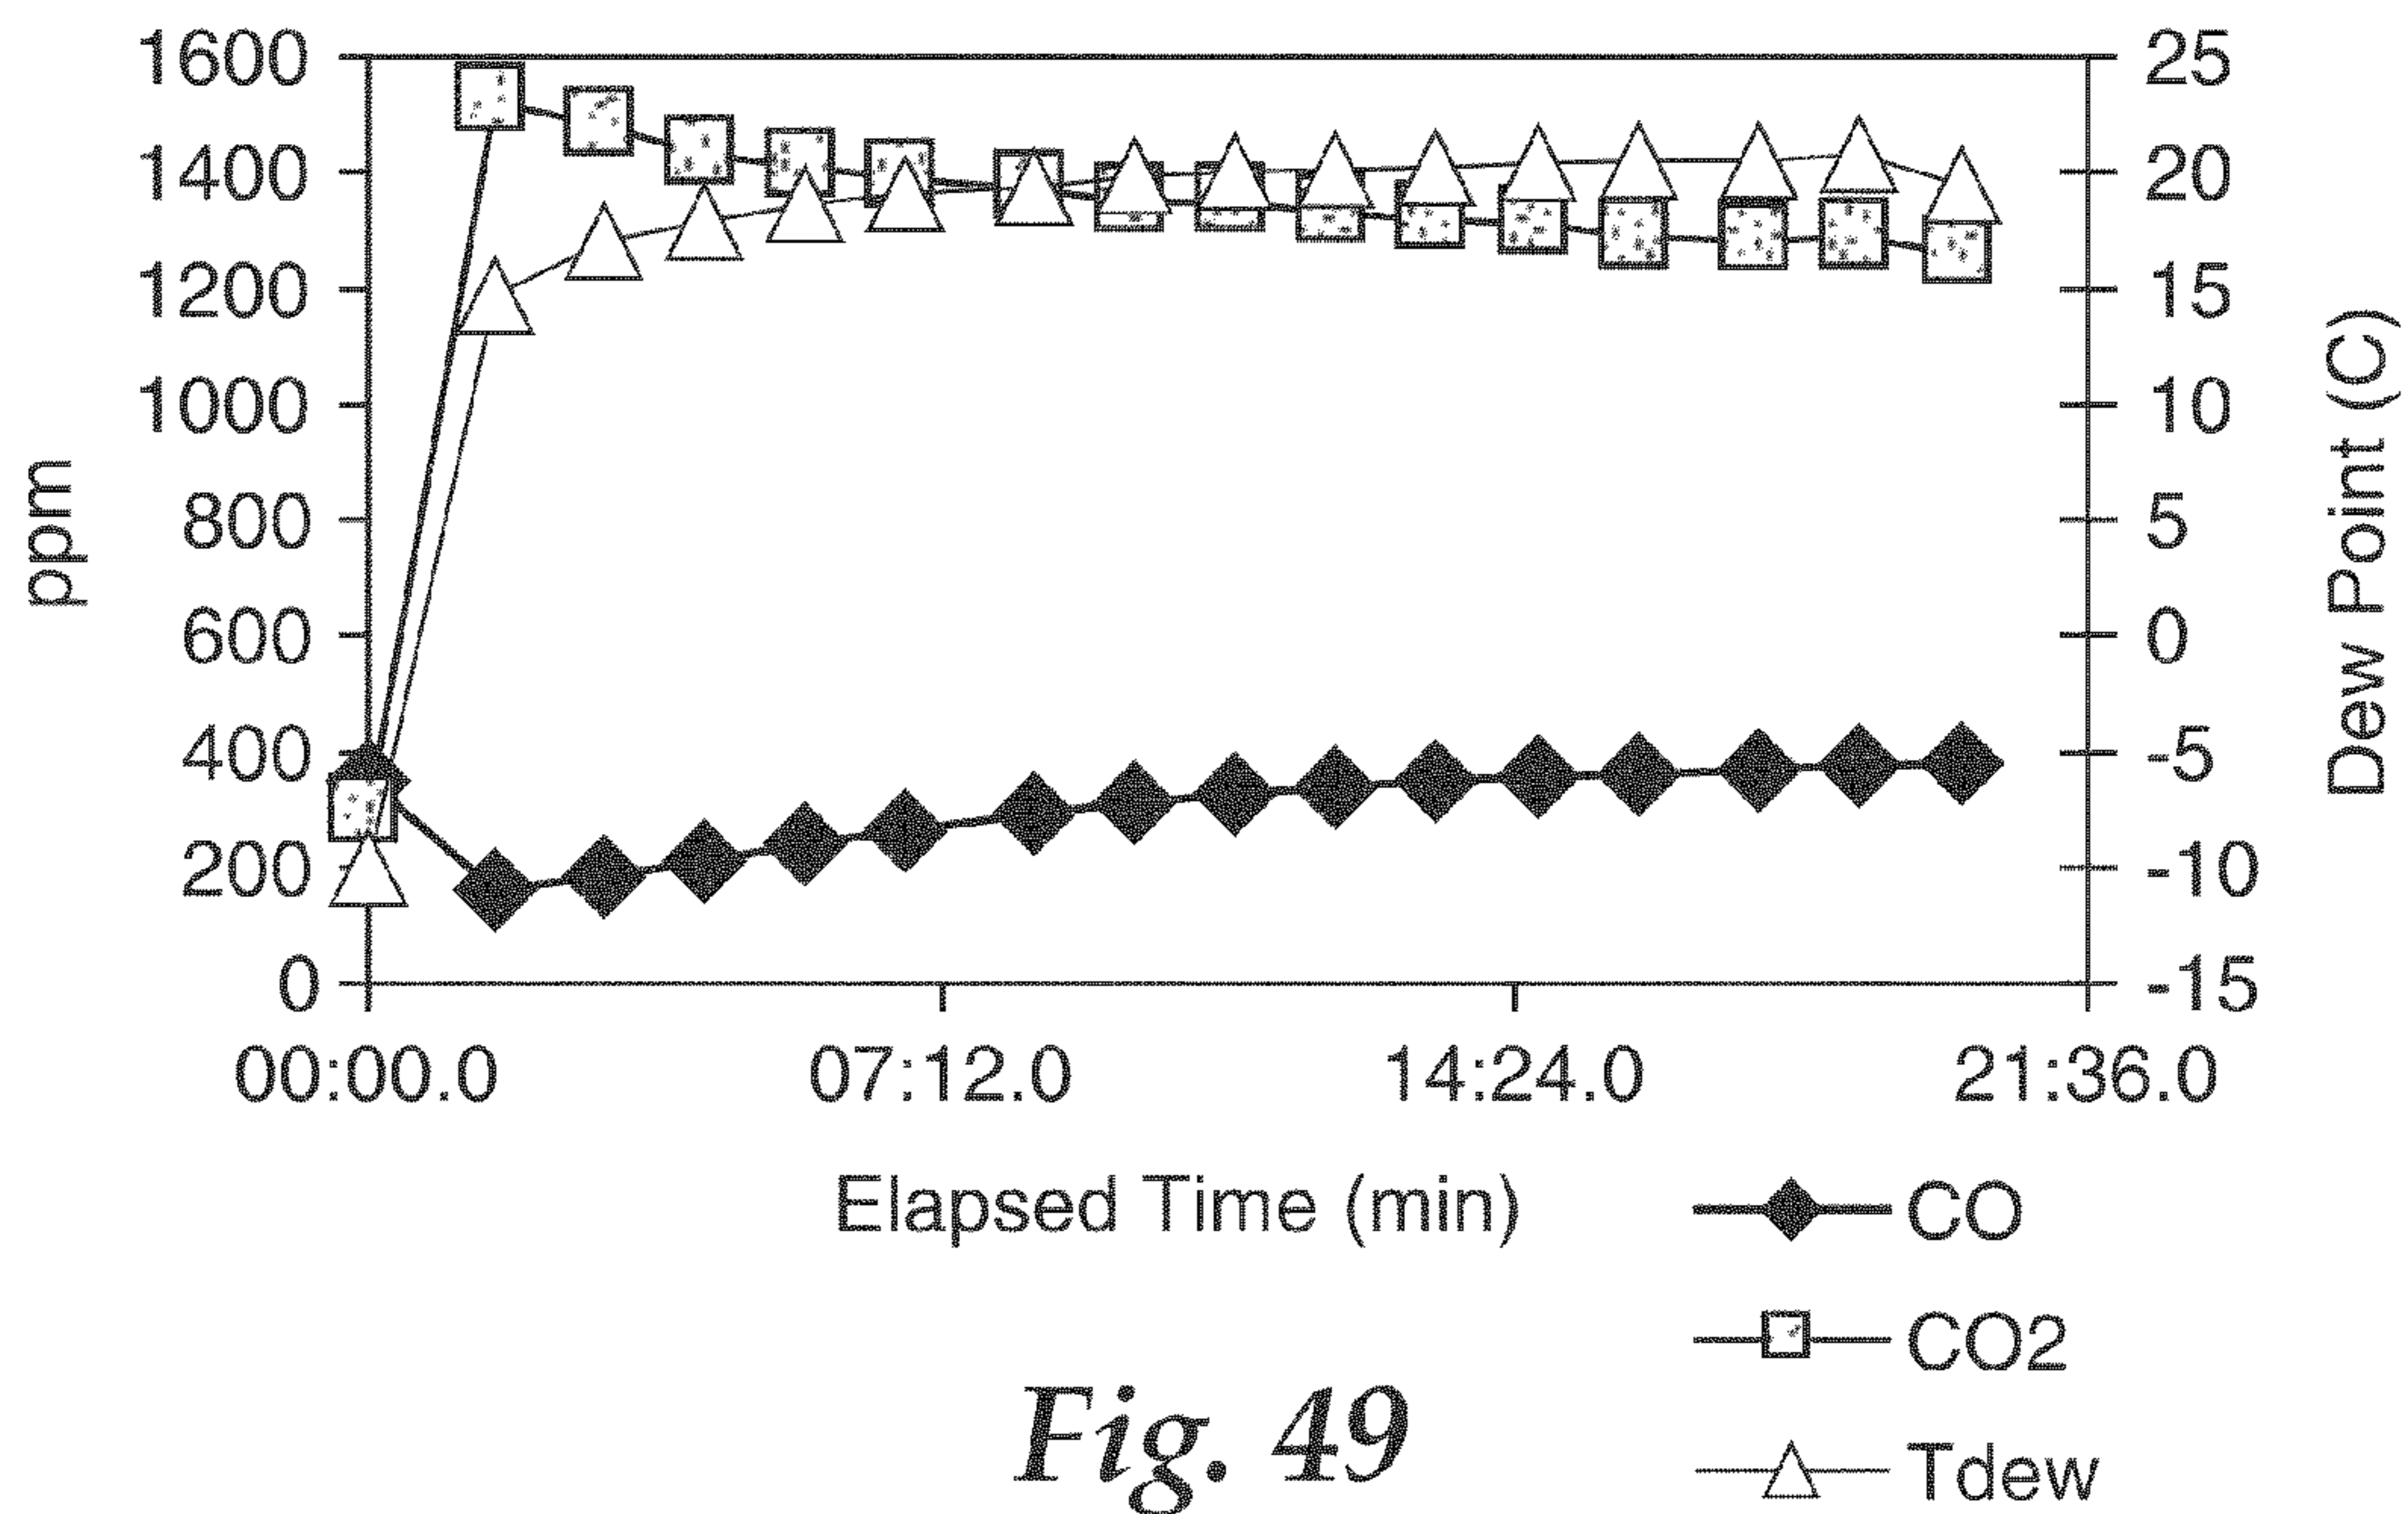 1600
1400
1200
1000
800
600
400
200
0
ppm
25
20
15
10
5
0
-5
-10
-15
Dew Point (C)
00:00.0 07:12.0 14:24.0 21:36.0
Elapsed Time (min)
CO
CO2
Tdew
Fig. 49